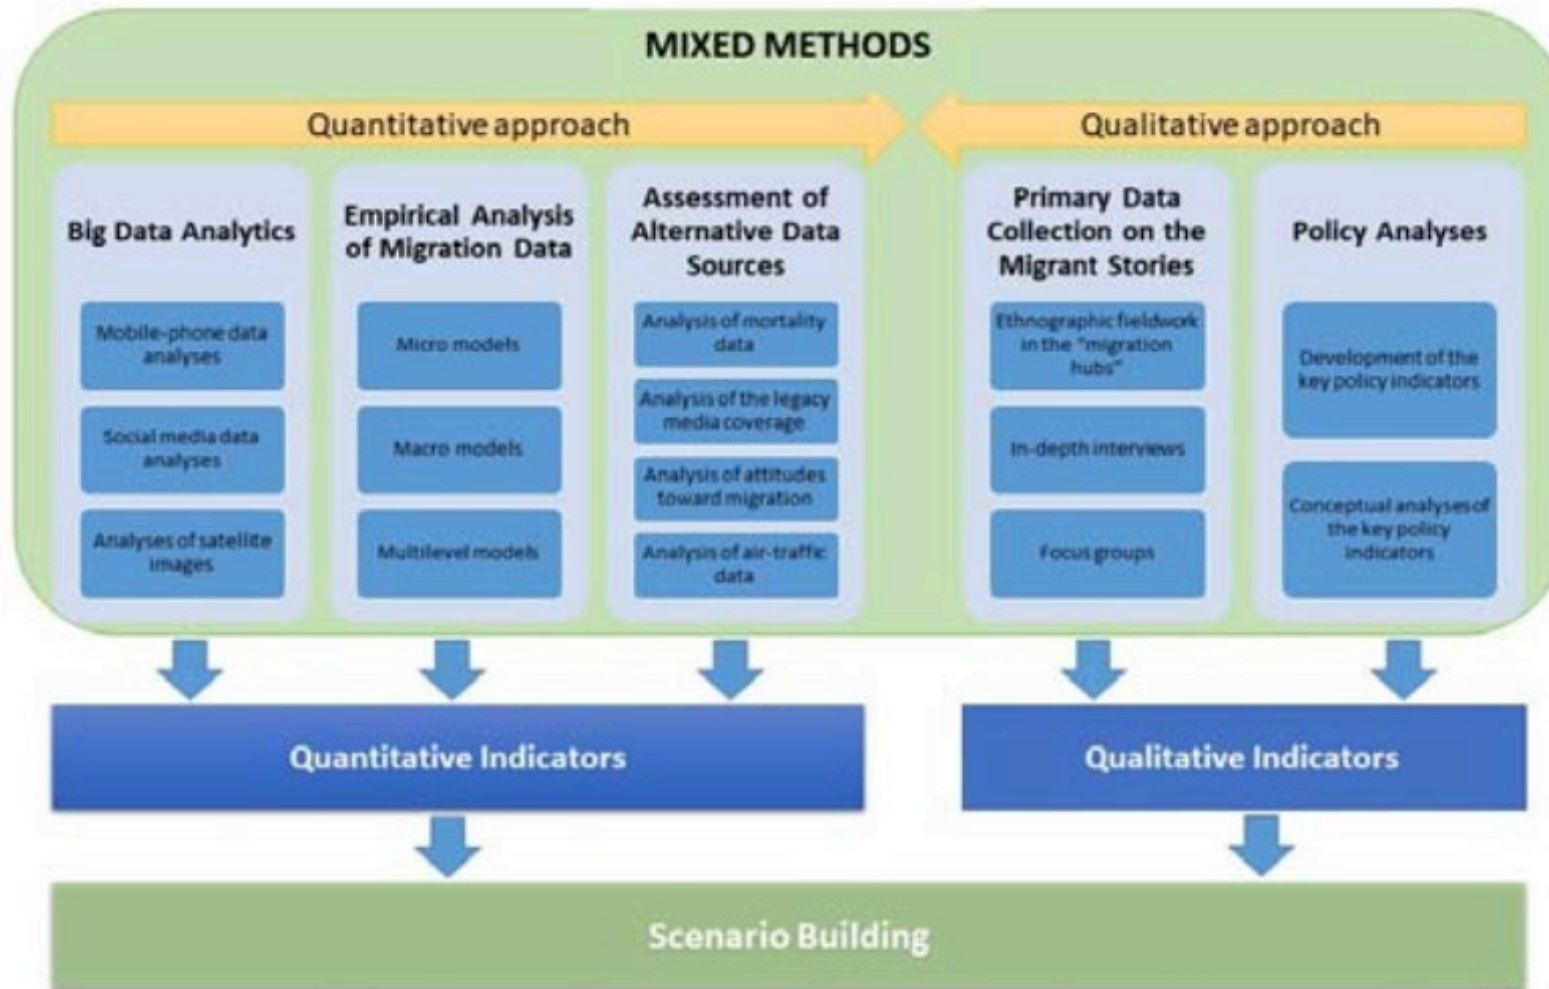 MIXED METHODS
Quantitative approach
Qualitative approach
Big Data Analytics
Mobile-phone data
analyses
Social media data
analyses
Analyses of satellite
images
Empirical Analysis
of Migration Data
Micro models
Macro models
Multilevel models
Assessment of
Alternative Data
Sources
Analysis of mortality
data
Analysis of the legacy
media coverage
Analysis of attitudes
toward migration
Analysis of air-traffic
data
Primary Data
Collection on the
Migrant Stories
Ethnographic fieldwork
in the "migration
hubs"
In-depth interviews
Focus groups
Policy Analyses
Development of the
key policy indicators
Conceptual analyses of
the key policy
indicators
Quantitative Indicators
Qualitative Indicators
Scenario Building